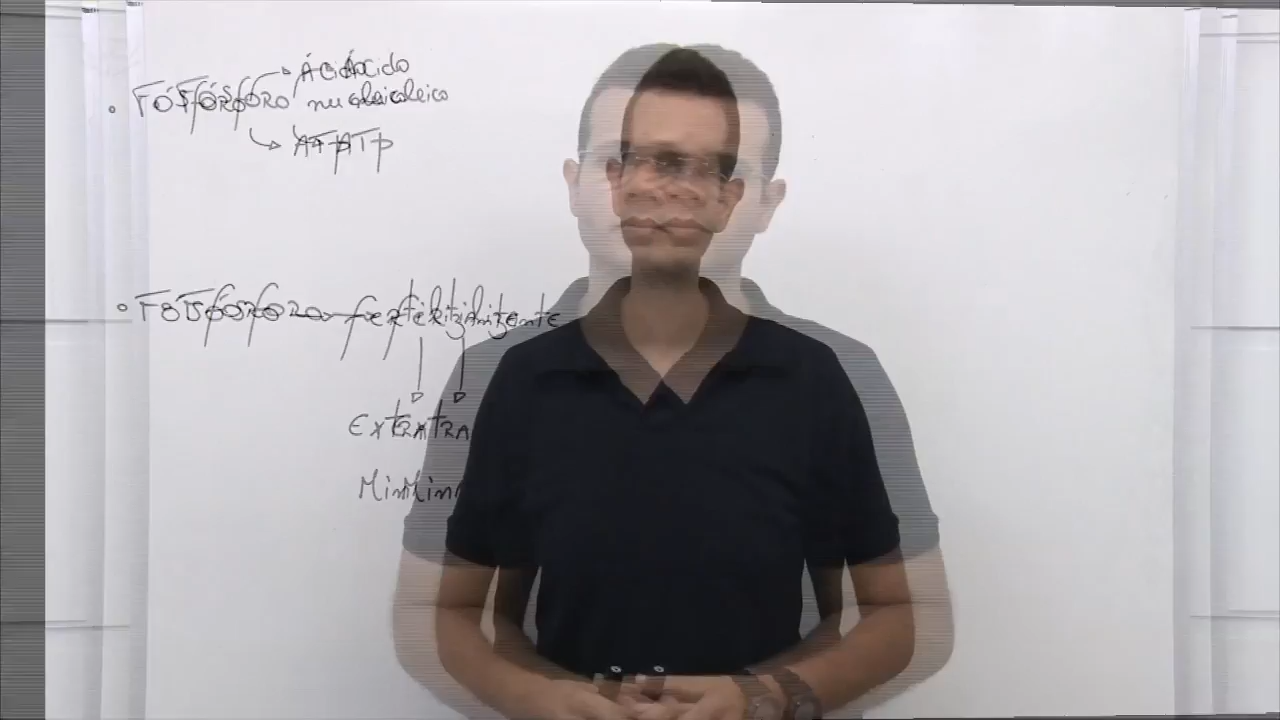 • FÓSFORO → Ácido
nucleico
↳ ATP
• FÓSFORO → fertilizante
↓
EXTRA
Min